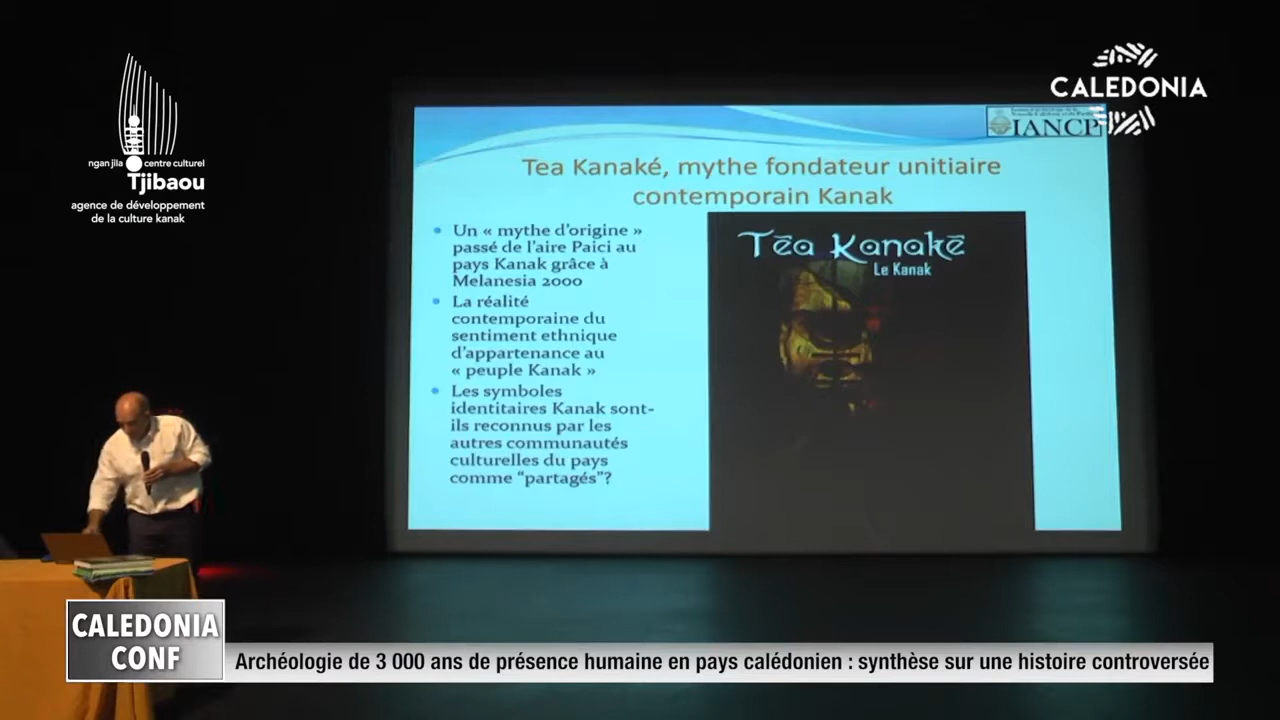 ngan jila centre culturel
Tjibaou
agence de développement
de la culture kanak
CALEDONIA
IANCP
Tea Kanaké, mythe fondateur unitiaire
contemporain Kanak
Un « mythe d'origine »
passé de l'aire Paici au
pays Kanak grâce à
Melanesia 2000
La réalité
contemporaine du
sentiment ethnique
d'appartenance au
« peuple Kanak »
Les symboles
identitaires Kanak sont-
ils reconnus par les
autres communautés
culturelles du pays
comme "partagés"?
Tēa Kanakē
Le Kanak
CALEDONIA
CONF
Archéologie de 3 000 ans de présence humaine en pays calédonien : synthèse sur une histoire controversée